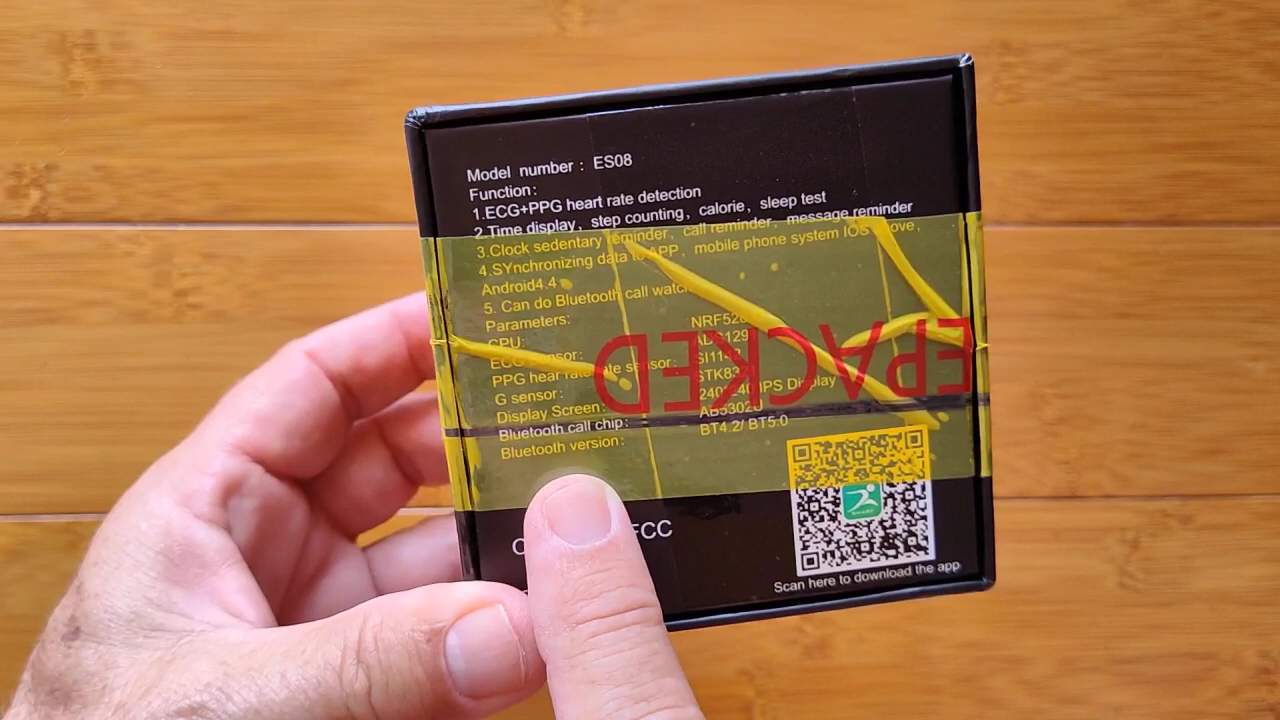 Model number： ES08
Function：
1.ECG+PPG heart rate detection
2.Time display, step counting, calorie, sleep test
3.Clock sedentary reminder, call reminder, message reminder
4.SYnchronizing data to APP, mobile phone system IOS
Android4.4
5. Can do Bluetooth call
Parameters:
CPU:
ECG sensor:
PPG hear rate sensor:
G sensor:
Display Screen: IPS Display
Bluetooth call chip:
Bluetooth version: BT4.2/ BT5.0
EPACKED
FCC
Scan here to download the app